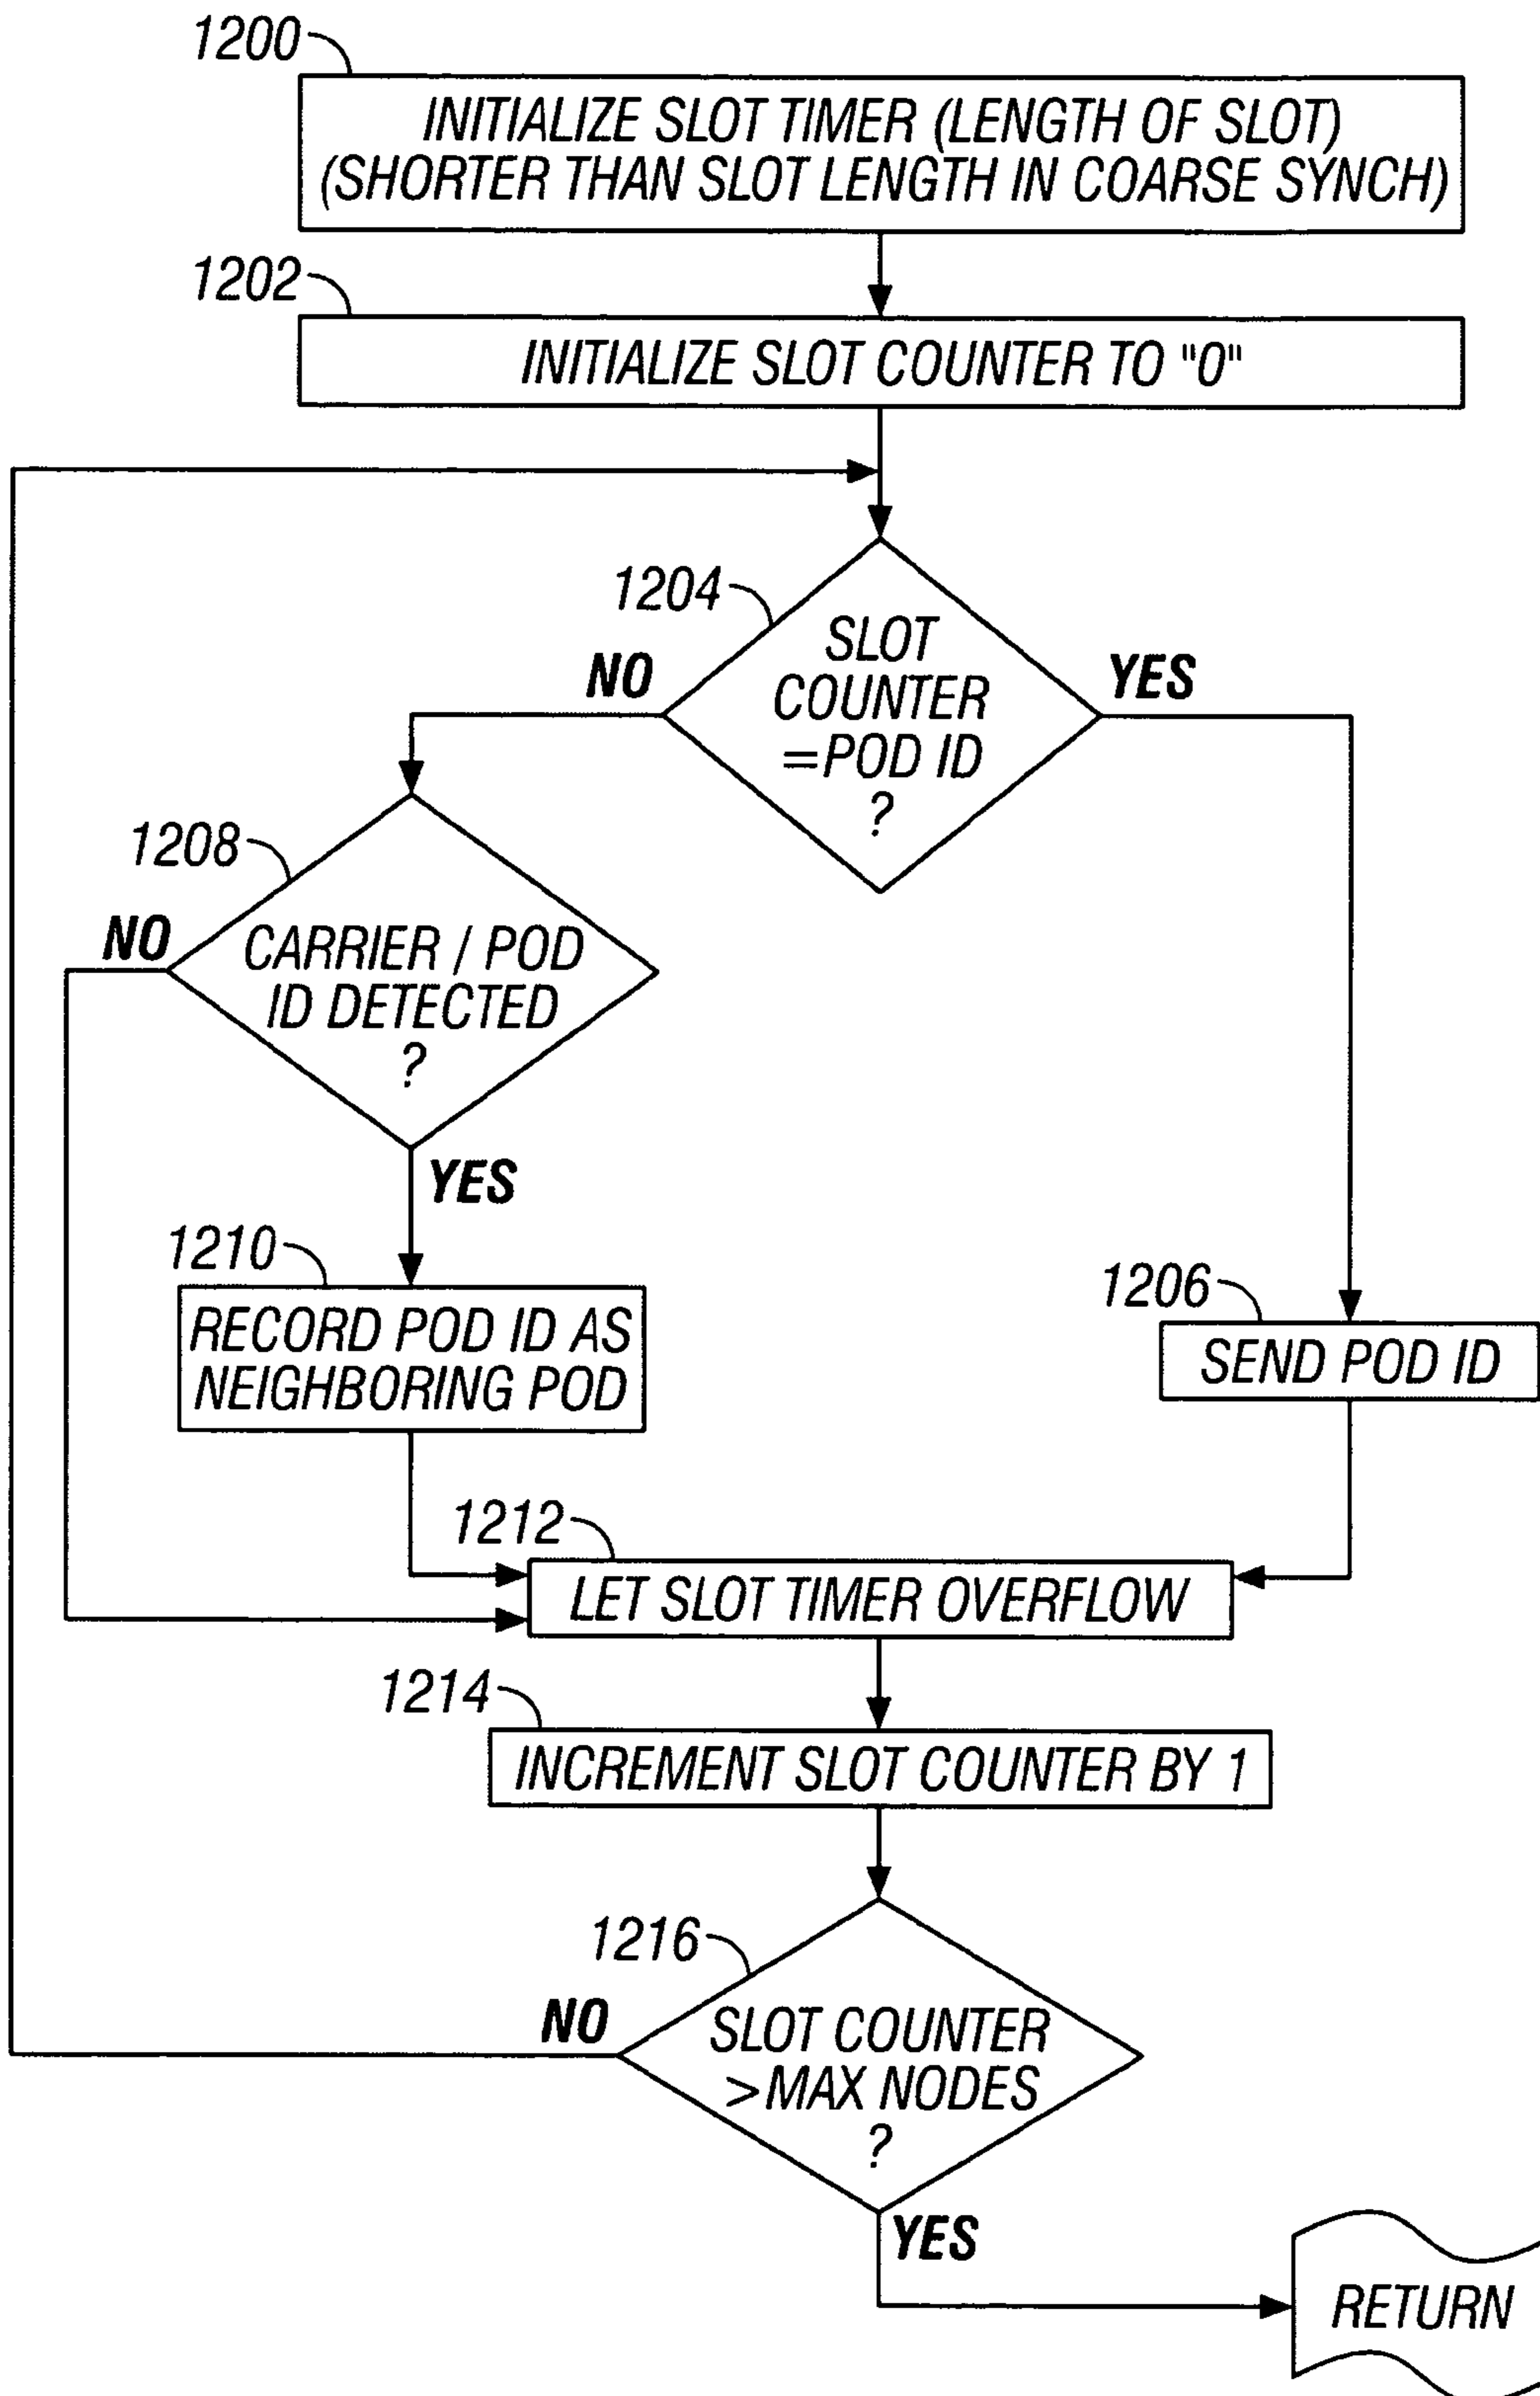 1200
INITIALIZE SLOT TIMER (LENGTH OF SLOT)
(SHORTER THAN SLOT LENGTH IN COARSE SYNCH)
1202
INITIALIZE SLOT COUNTER TO "0"
1204
SLOT
COUNTER
=POD ID
?
NO
YES
1208
NO
CARRIER / POD
ID DETECTED
?
YES
1210
RECORD POD ID AS
NEIGHBORING POD
1206
SEND POD ID
1212
LET SLOT TIMER OVERFLOW
1214
INCREMENT SLOT COUNTER BY 1
1216
NO
SLOT COUNTER
>MAX NODES
?
YES
RETURN